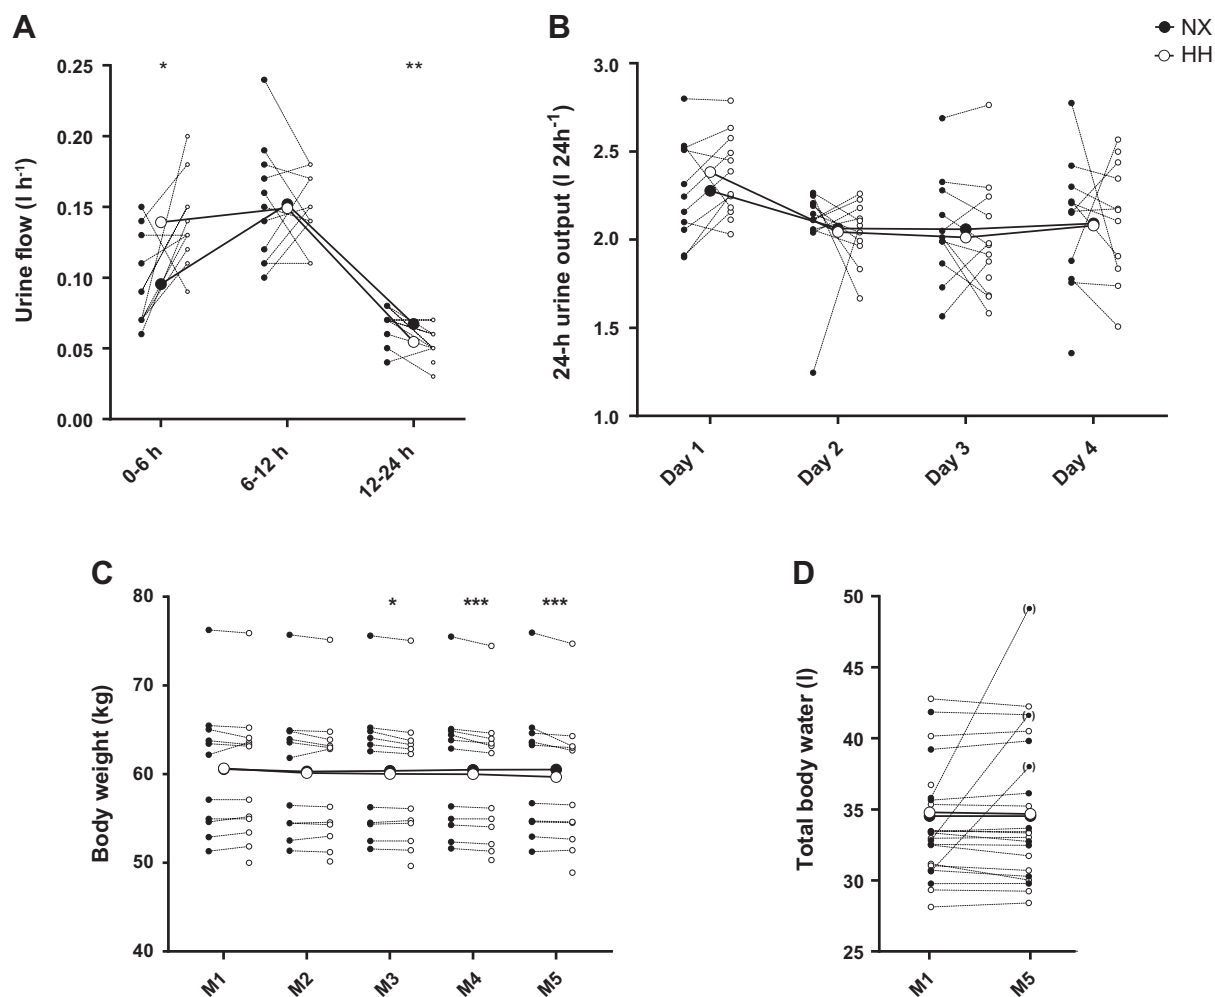 A
B
NX
HH
Urine flow (l h-1)
0.25
0.20
0.15
0.10
0.05
0.00
*
**
0-6 h
6-12 h
12-24 h
24-h urine output (l 24h-1)
3.0
2.5
2.0
1.5
1.0
Day 1
Day 2
Day 3
Day 4
C
Body weight (kg)
80
70
60
50
40
*
***
***
M1
M2
M3
M4
M5
D
Total body water (l)
50
45
40
35
30
25
( )
( )
( )
M1
M5